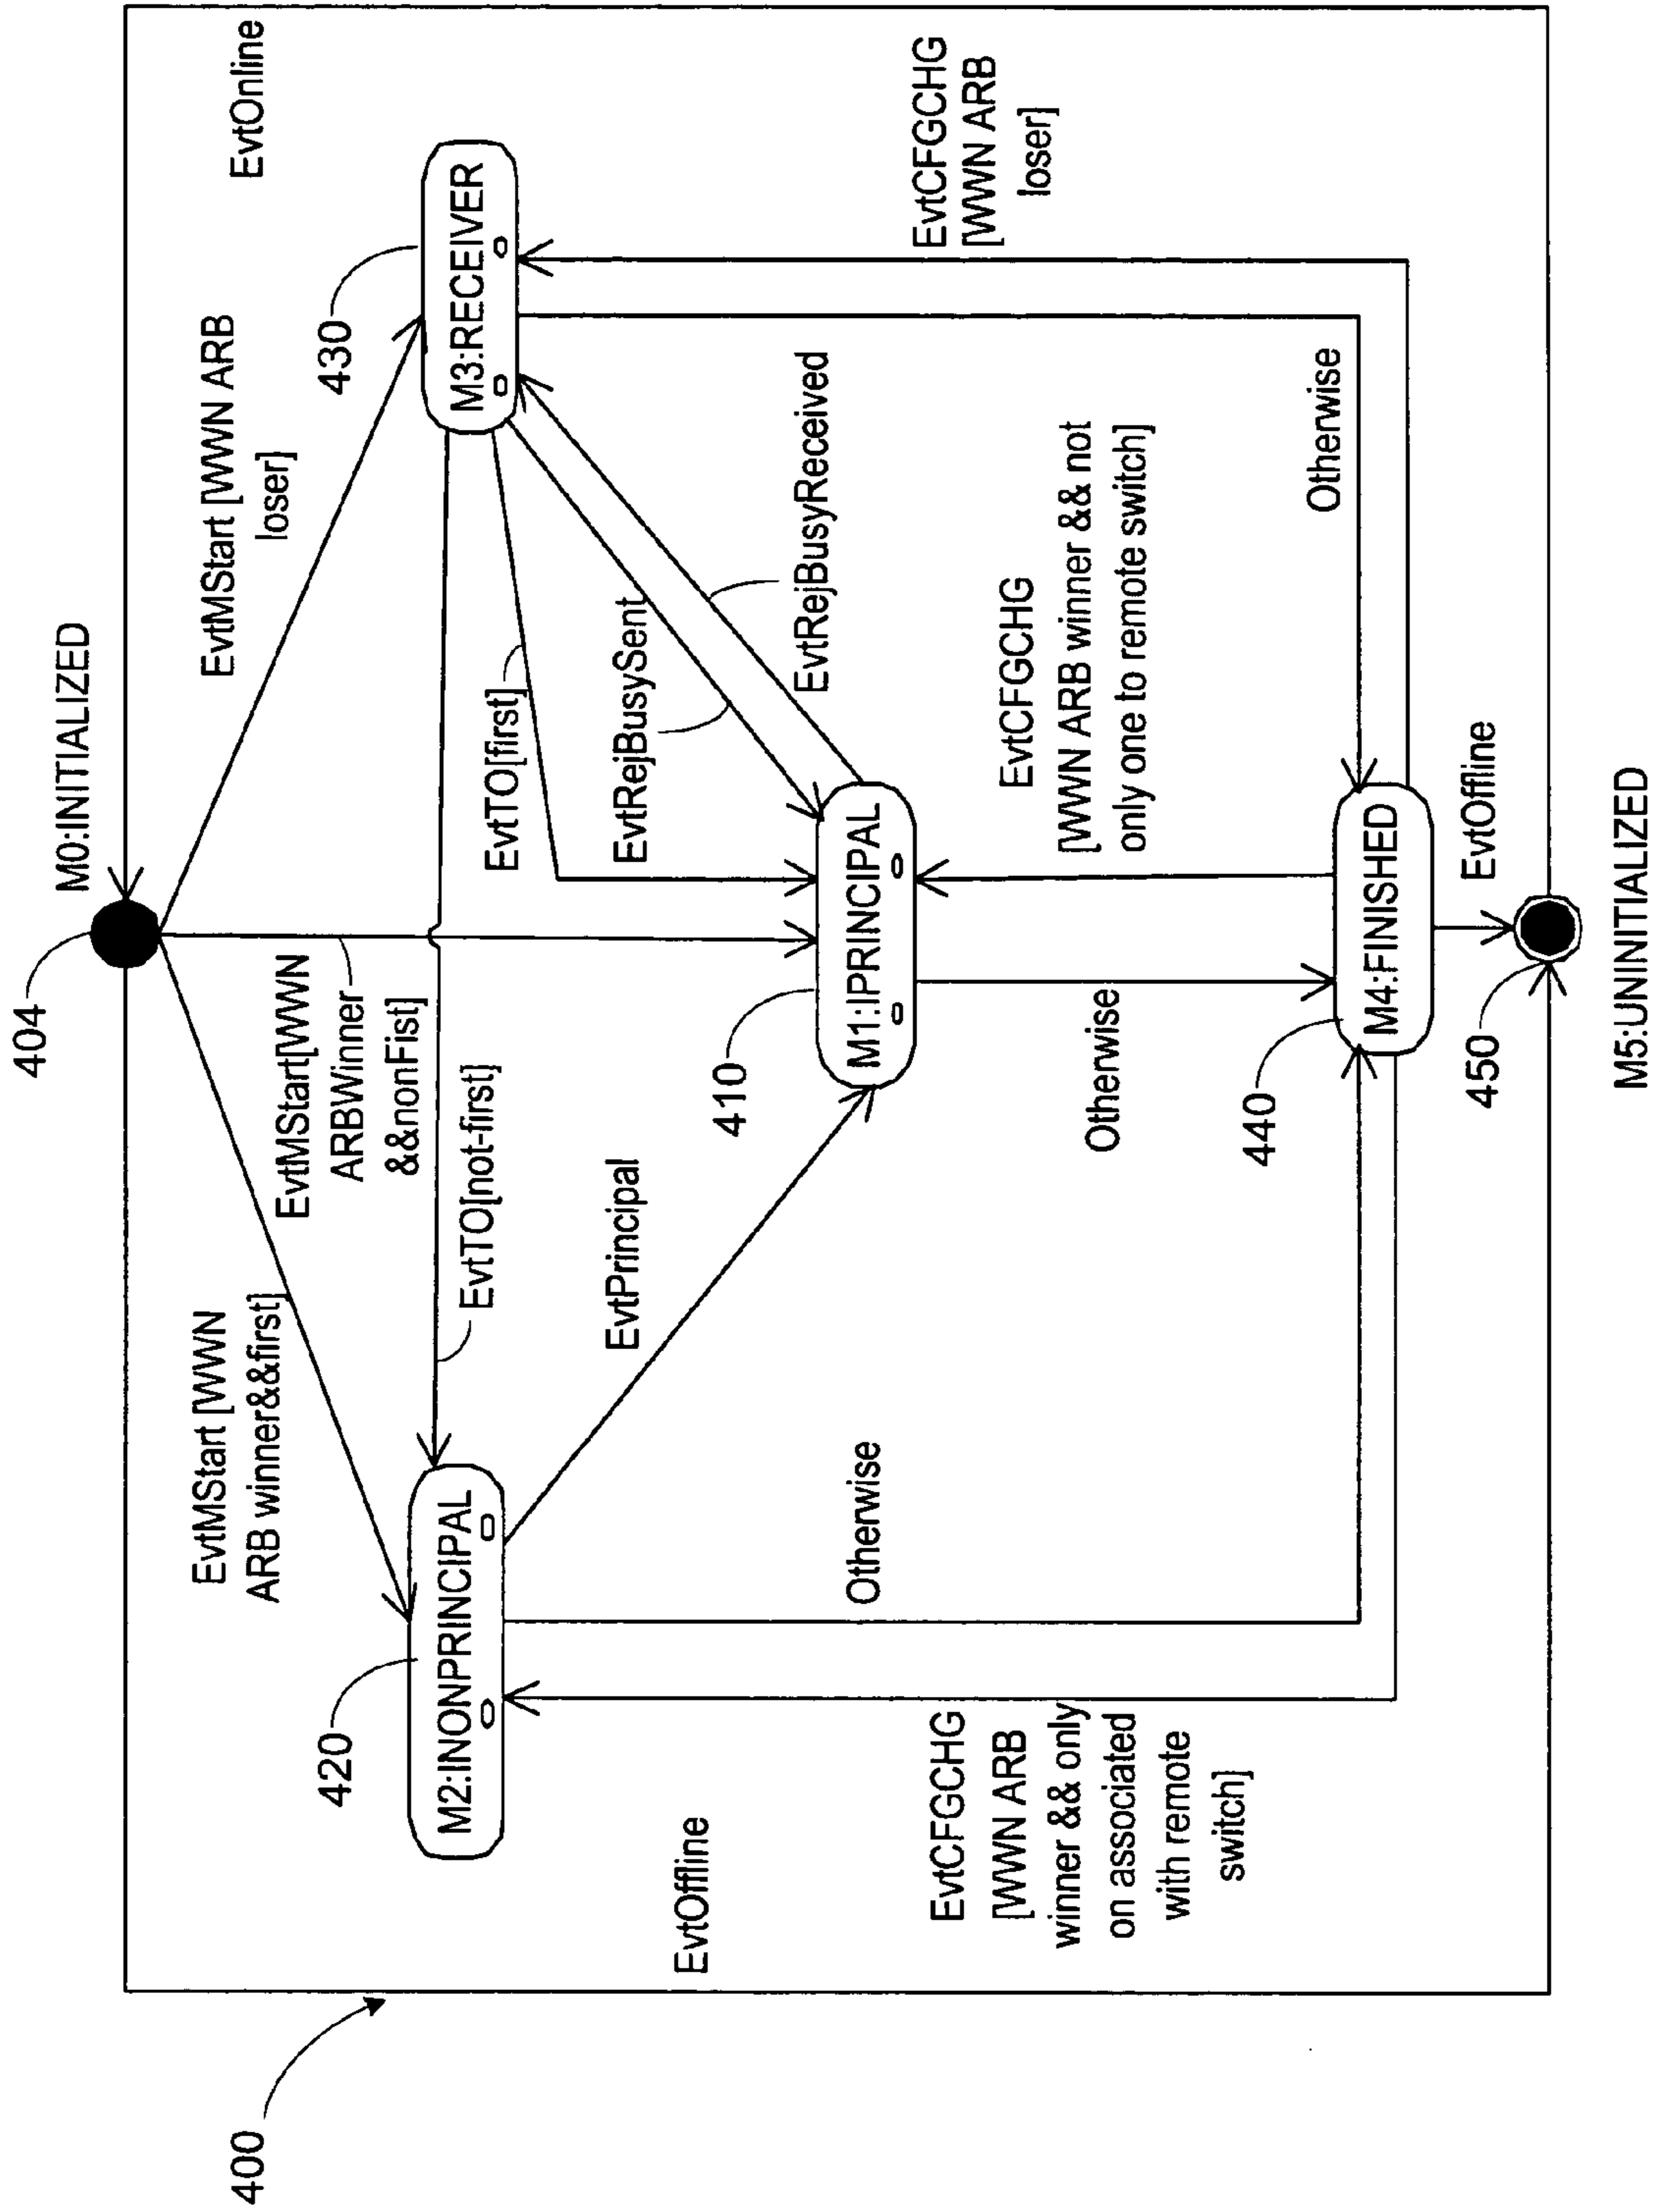 400
404
M0:INITIALIZED
EvtOnline
EvtMStart [WWN
ARB winner&&first]
EvtMStart[WWN
ARBWinner
&&nonFist]
EvtMStart [WWN ARB
loser]
420
M2:INONPRINCIPAL
430
M3:RECEIVER
EvtTO[not-first]
EvtTO[first]
EvtRejBusySent
EvtRejBusyReceived
EvtPrincipal
EvtOffline
410
M1:IPRINCIPAL
Otherwise
Otherwise
Otherwise
EvtCFGCHG
[WWN ARB
winner && only
on associated
with remote
switch]
EvtCFGCHG
[WWN ARB winner && not
only one to remote switch]
EvtCFGCHG
[WWN ARB
loser]
440
M4:FINISHED
EvtOffline
450
M5:UNINITIALIZED